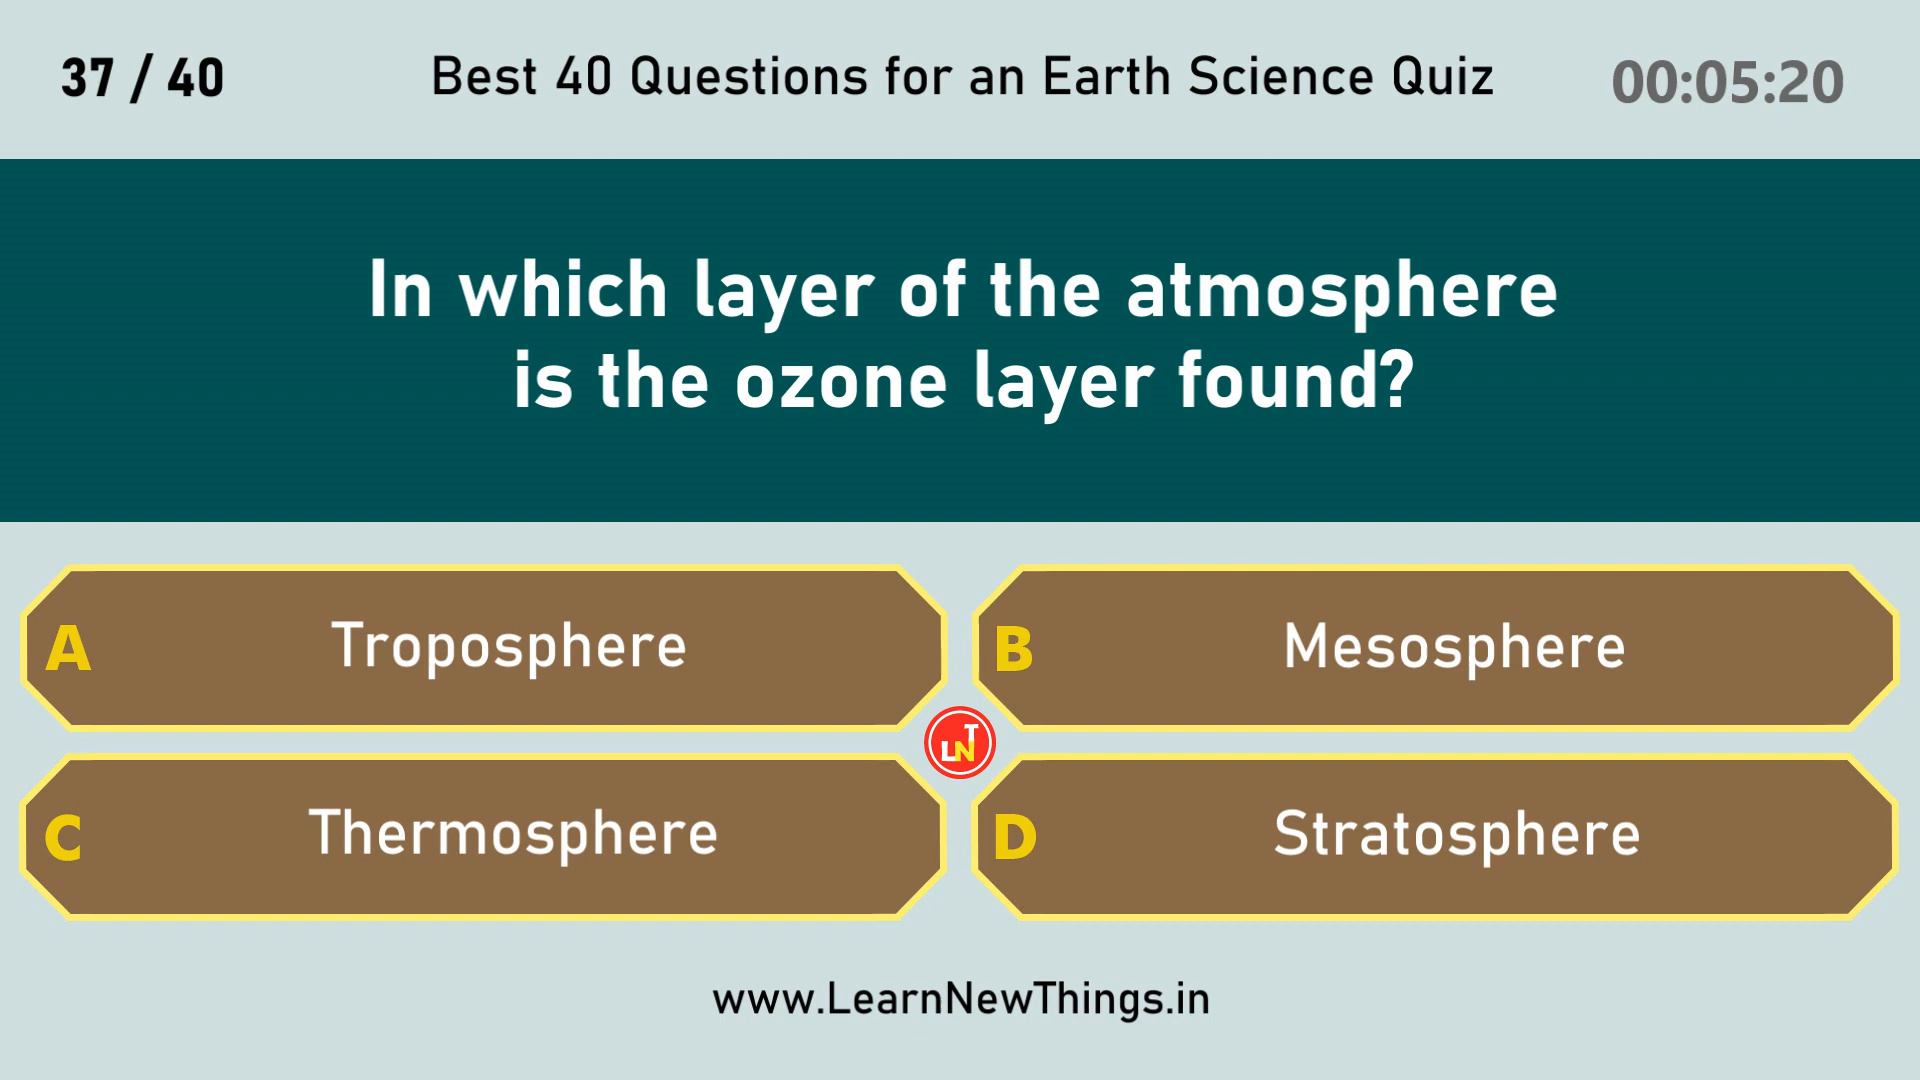 37 / 40
Best 40 Questions for an Earth Science Quiz
00:05:20
In which layer of the atmosphere
is the ozone layer found?
A
Troposphere
B
Mesosphere
LNT
C
Thermosphere
D
Stratosphere
www.LearnNewThings.in